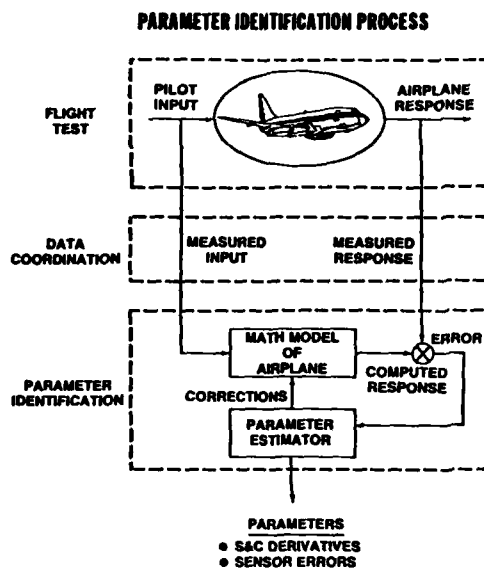 PARAMETER IDENTIFICATION PROCESS
PILOT
INPUT
AIRPLANE
RESPONSE
FLIGHT
TEST
DATA
COORDINATION
MEASURED
INPUT
MEASURED
RESPONSE
PARAMETER
IDENTIFICATION
MATH MODEL
OF
AIRPLANE
ERROR
COMPUTED
RESPONSE
CORRECTIONS
PARAMETER
ESTIMATOR
PARAMETERS
● S&C DERIVATIVES
● SENSOR ERRORS